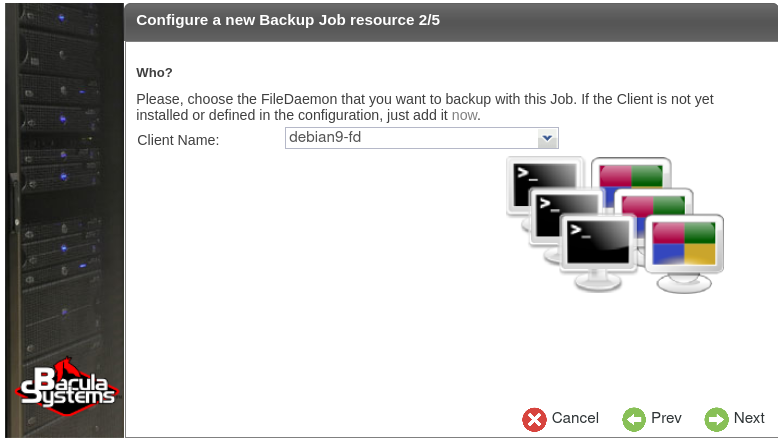 Configure a new Backup Job resource 2/5
Who?
Please, choose the FileDaemon that you want to backup with this Job. If the Client is not yet
installed or defined in the configuration, just add it now.
Client Name: debian9-fd
>_
>_
>_
Bacula
Systems
Cancel Prev Next